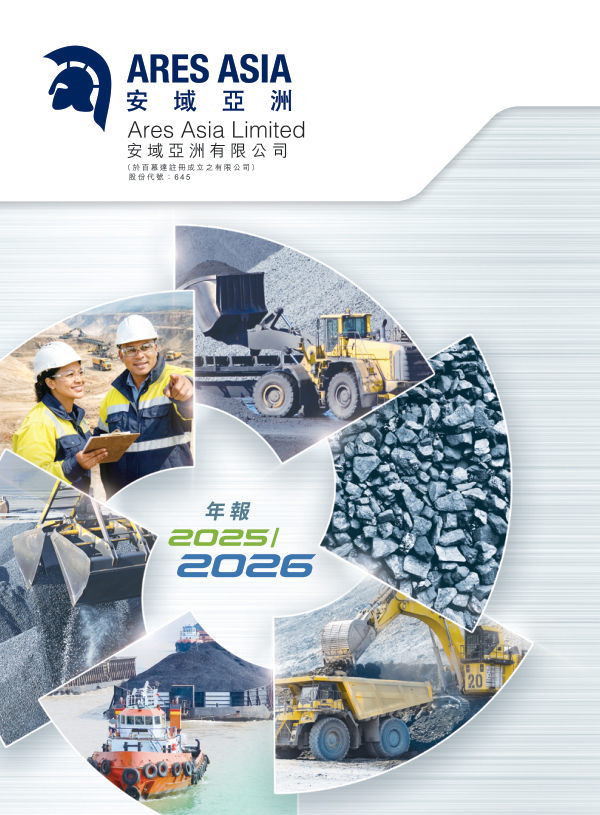 ARES ASIA
安域亞洲
Ares Asia Limited
安域亞洲有限公司
(於百慕達註冊成立之有限公司)
股份代號：645
年報
2025/
2026
20